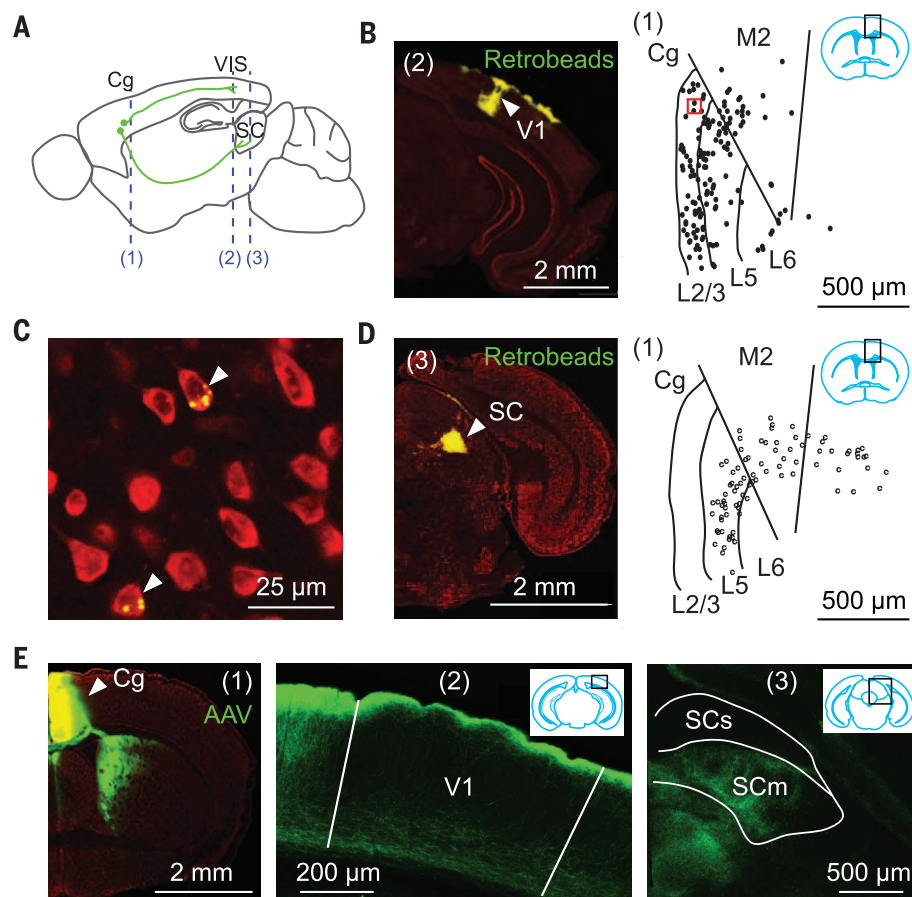 A
Cg
VIS
SC
(1)
(2)
(3)
B
(2)
Retrobeads
V1
2 mm
(1)
M2
Cg
L6
L5
L2/3
500 µm
C
25 µm
D
(3)
Retrobeads
SC
2 mm
(1)
M2
Cg
L6
L5
L2/3
500 µm
E
Cg
(1)
AAV
2 mm
(2)
V1
200 µm
(3)
SCs
SCm
500 µm